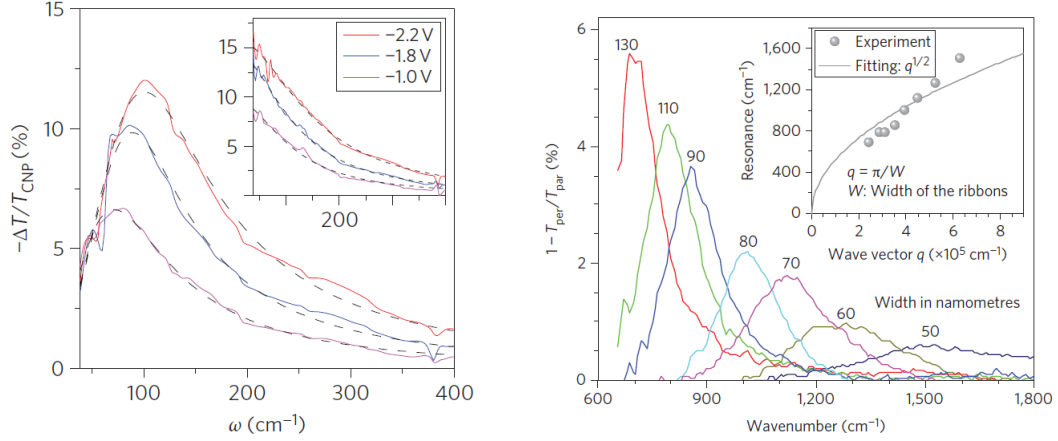 15
10
5
0
−ΔT/T_CNP (%)
100
200
300
400
ω (cm⁻¹)
15
10
5
200
−2.2 V
−1.8 V
−1.0 V
6
4
2
0
1 − T_per/T_par (%)
600
900
1,200
1,500
1,800
Wavenumber (cm⁻¹)
130
110
90
80
70
60
50
Width in namometres
1,600
1,200
800
400
0
Resonance (cm⁻¹)
Experiment
Fitting: q^1/2
q = π/W
W: Width of the ribbons
0
2
4
6
8
Wave vector q (×10⁵ cm⁻¹)